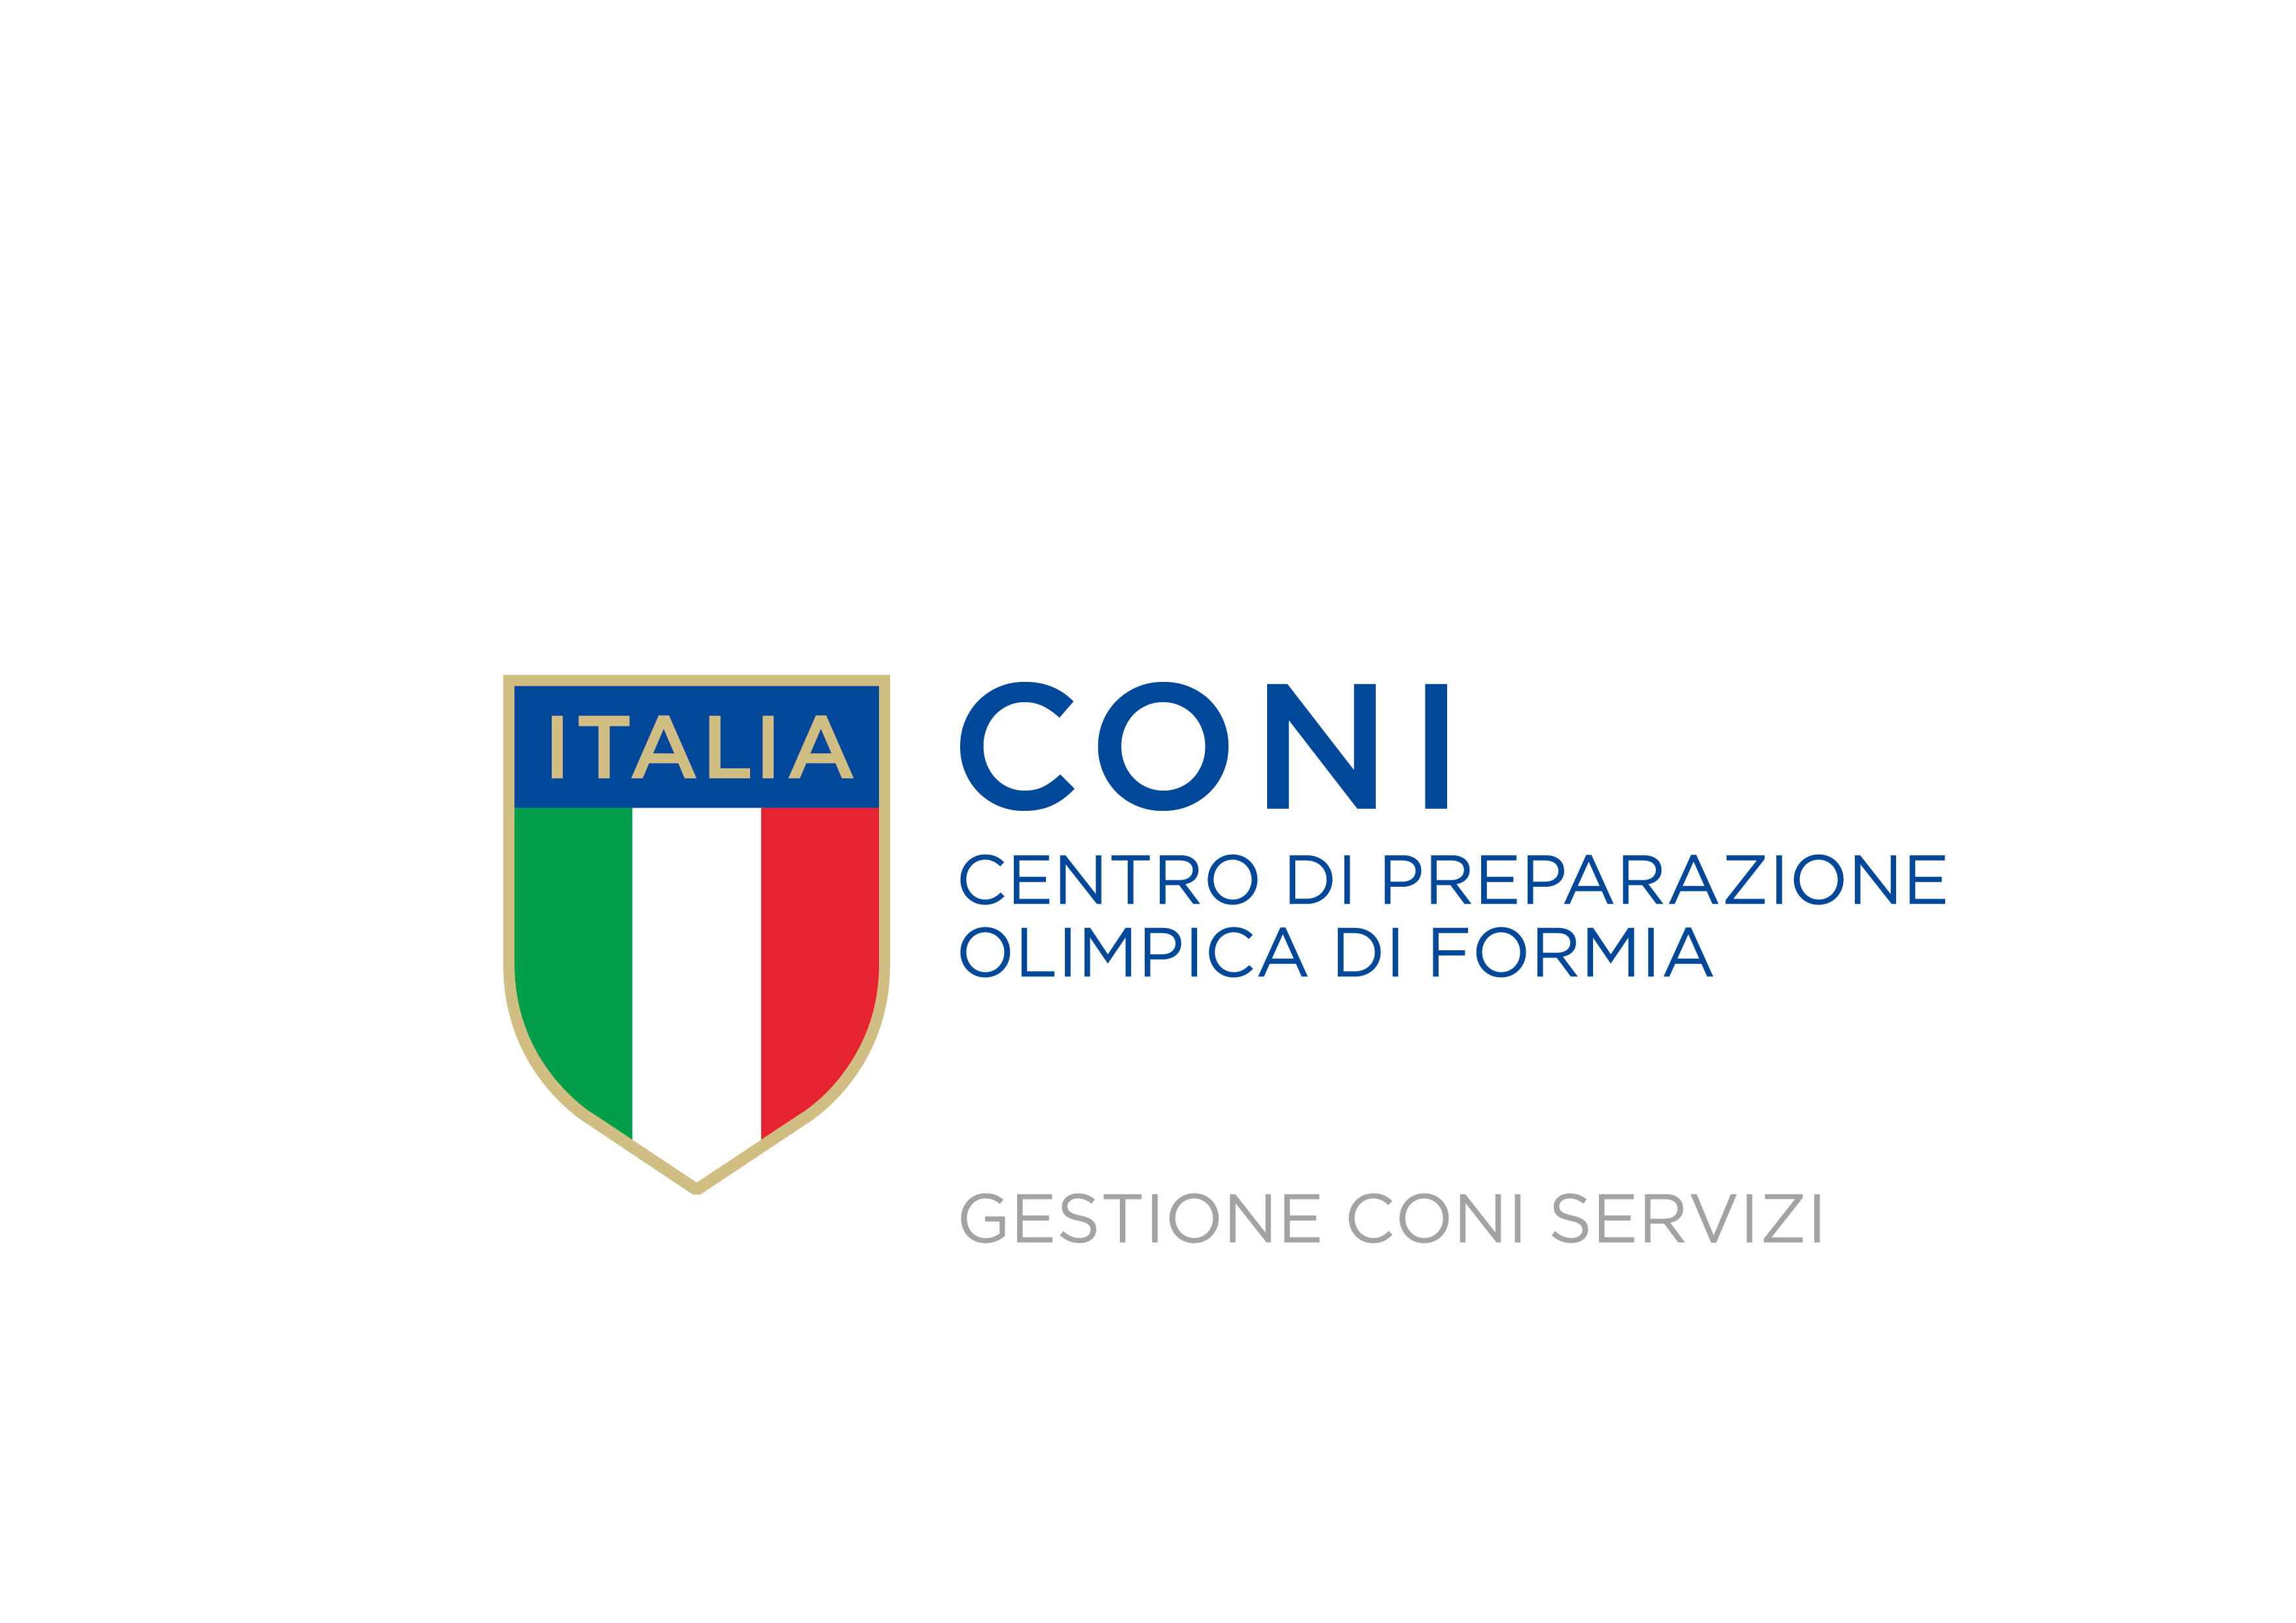 ITALIA
CONI
CENTRO DI PREPARAZIONE
OLIMPICA DI FORMIA
GESTIONE CONI SERVIZI